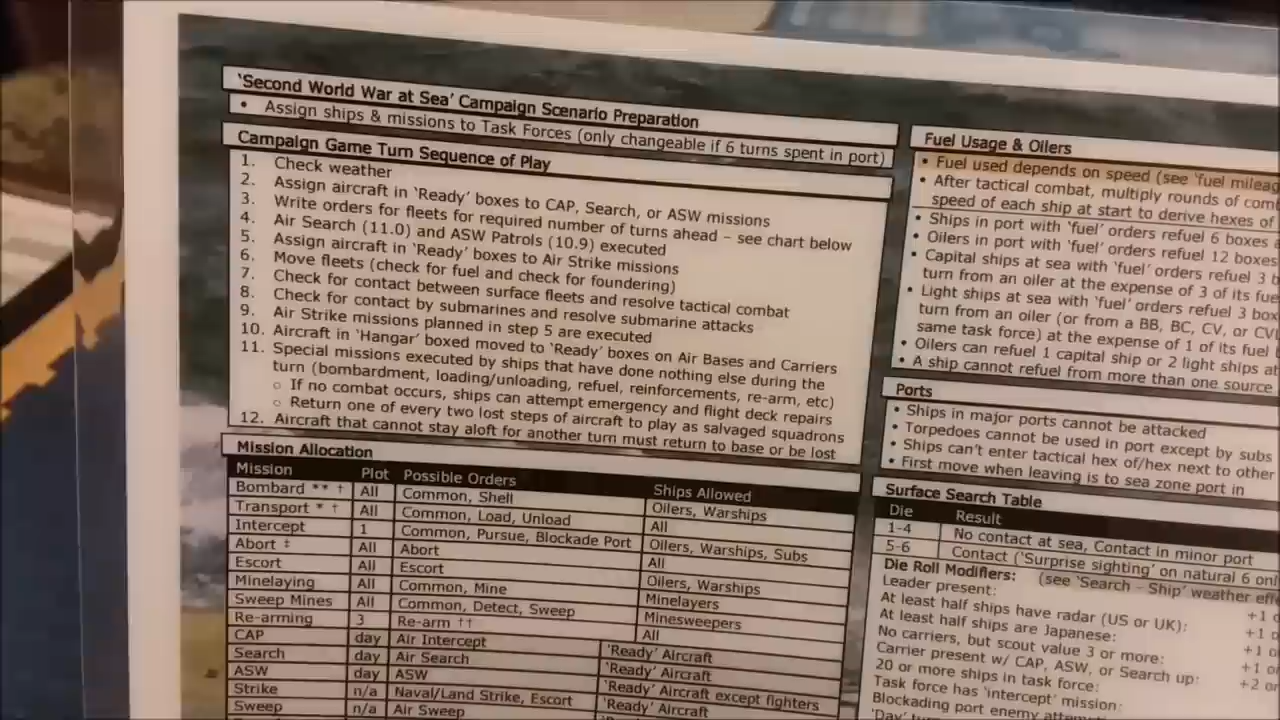 'Second World War at Sea' Campaign Scenario Preparation
• Assign ships & missions to Task Forces (only changeable if 6 turns spent in port)
Campaign Game Turn Sequence of Play
1. Check weather
2. Assign aircraft in 'Ready' boxes to CAP, Search, or ASW missions
3. Write orders for fleets for required number of turns ahead – see chart below
4. Air Search (11.0) and ASW Patrols (10.9) executed
5. Assign aircraft in 'Ready' boxes to Air Strike missions
6. Move fleets (check for fuel and check for foundering)
7. Check for contact between surface fleets and resolve tactical combat
8. Check for contact by submarines and resolve submarine attacks
9. Air Strike missions planned in step 5 are executed
10. Aircraft in 'Hangar' boxed moved to 'Ready' boxes on Air Bases and Carriers
11. Special missions executed by ships that have done nothing else during the
turn (bombardment, loading/unloading, refuel, reinforcements, re-arm, etc)
○ If no combat occurs, ships can attempt emergency and flight deck repairs
○ Return one of every two lost steps of aircraft to play as salvaged squadrons
12. Aircraft that cannot stay aloft for another turn must return to base or be lost
Mission Allocation
Mission Plot Possible Orders Ships Allowed
Bombard ** † All Common, Shell Oilers, Warships
Transport * † All Common, Load, Unload All
Intercept 1 Common, Pursue, Blockade Port Oilers, Warships, Subs
Abort ‡ All Abort All
Escort All Escort Oilers, Warships
Minelaying All Common, Mine Minelayers
Sweep Mines All Common, Detect, Sweep Minesweepers
Re-arming 3 Re-arm †† All
CAP day Air Intercept 'Ready' Aircraft
Search day Air Search 'Ready' Aircraft
ASW day ASW 'Ready' Aircraft except fighters
Strike n/a Naval/Land Strike, Escort 'Ready' Aircraft
Sweep n/a Air Sweep
Fuel Usage & Oilers
• Fuel used depends on speed (see 'fuel mileag
• After tactical combat, multiply rounds of com
speed of each ship at start to derive hexes of
• Ships in port with 'fuel' orders refuel 6 boxes
• Oilers in port with 'fuel' orders refuel 12 boxes
• Capital ships at sea with 'fuel' orders refuel 3 b
turn from an oiler at the expense of 3 of its fue
• Light ships at sea with 'fuel' orders refuel 3 box
turn from an oiler (or from a BB, BC, CV, or CVL
same task force) at the expense of 1 of its fuel
• Oilers can refuel 1 capital ship or 2 light ships at
• A ship cannot refuel from more than one source
Ports
• Ships in major ports cannot be attacked
• Torpedoes cannot be used in port except by subs
• Ships can't enter tactical hex of/hex next to other
• First move when leaving is to sea zone port in
Surface Search Table
Die Result
1-4 No contact at sea, Contact in minor port
5-6 Contact ('Surprise sighting' on natural 6 onl
Die Roll Modifiers: (see 'Search - Ship' weather effe
Leader present: +1 o
At least half ships have radar (US or UK): +1 o
At least half ships are Japanese: +1 o
No carriers, but scout value 3 or more: +1 o
Carrier present w/ CAP, ASW, or Search up: +2 o
20 or more ships in task force:
Task force has 'intercept' mission:
Blockading port enemy
'Day'